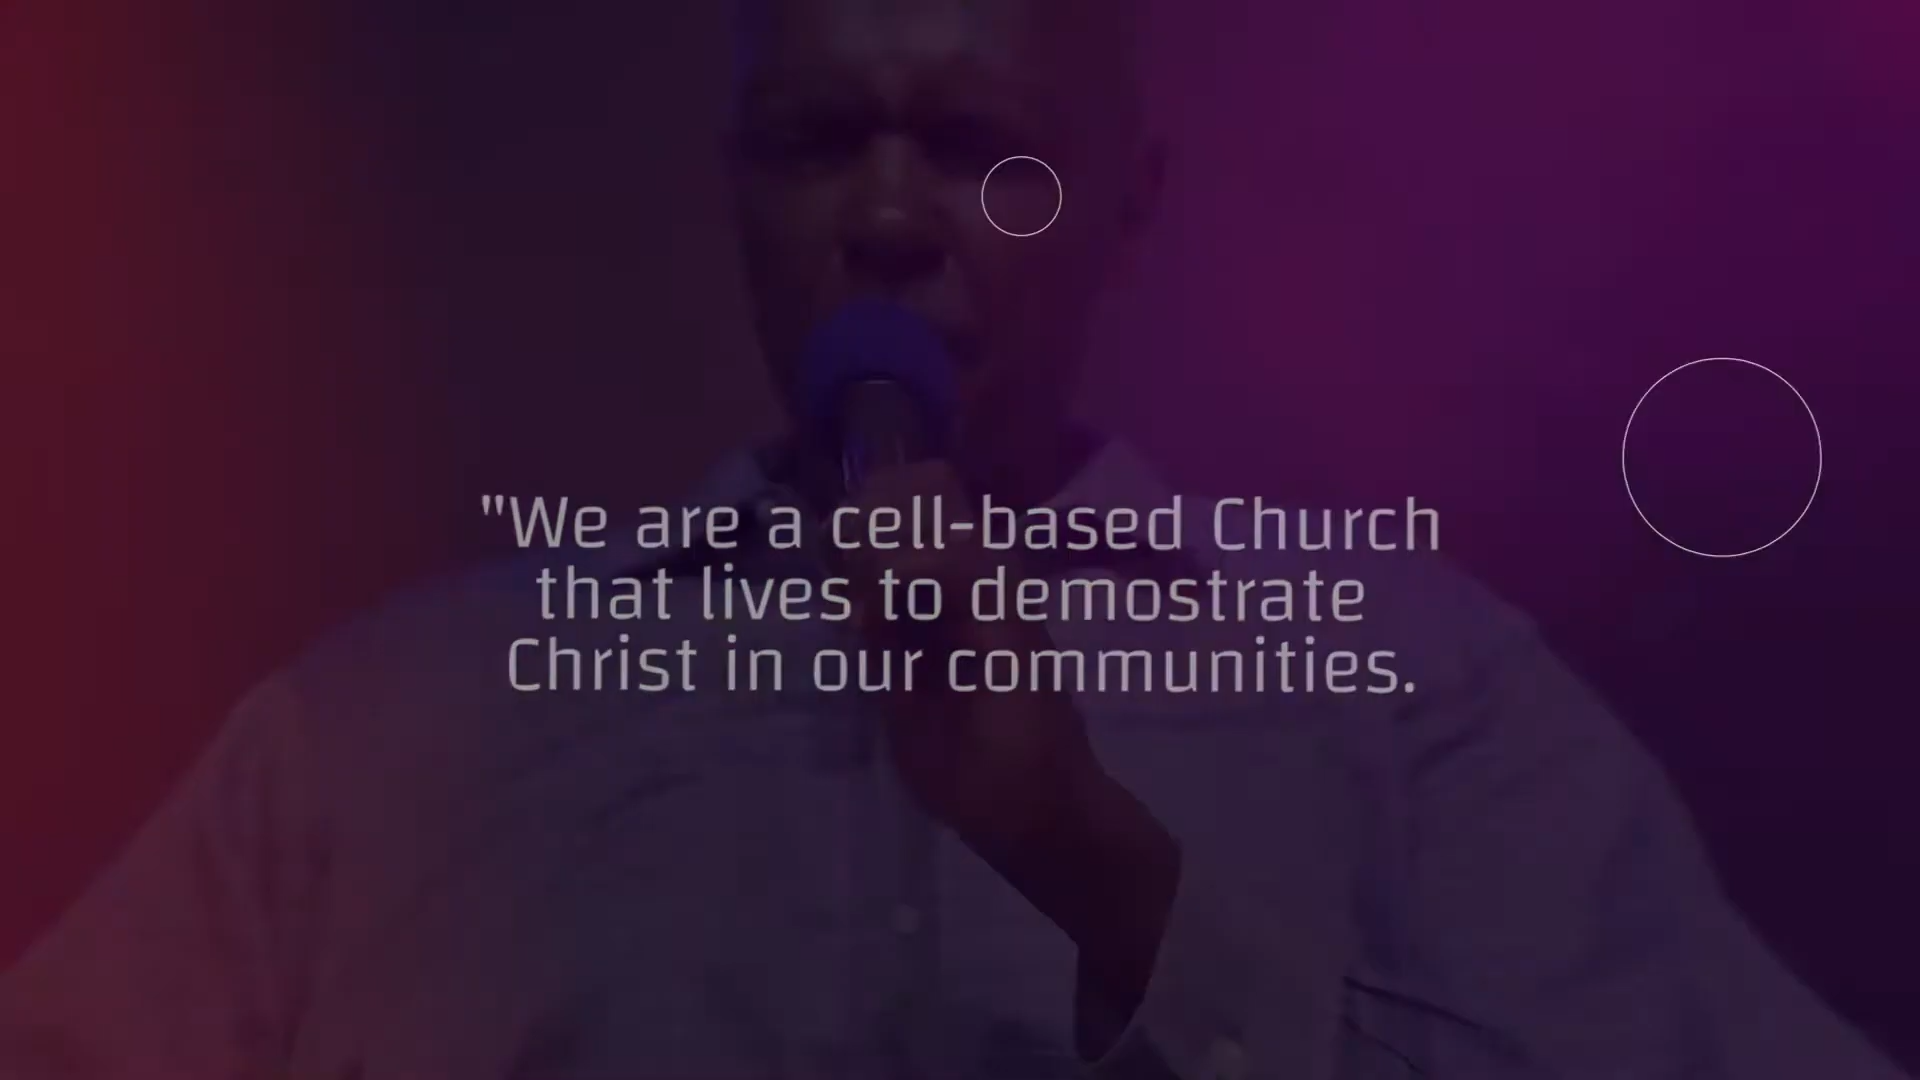 "We are a cell-based Church
that lives to demostrate
Christ in our communities.